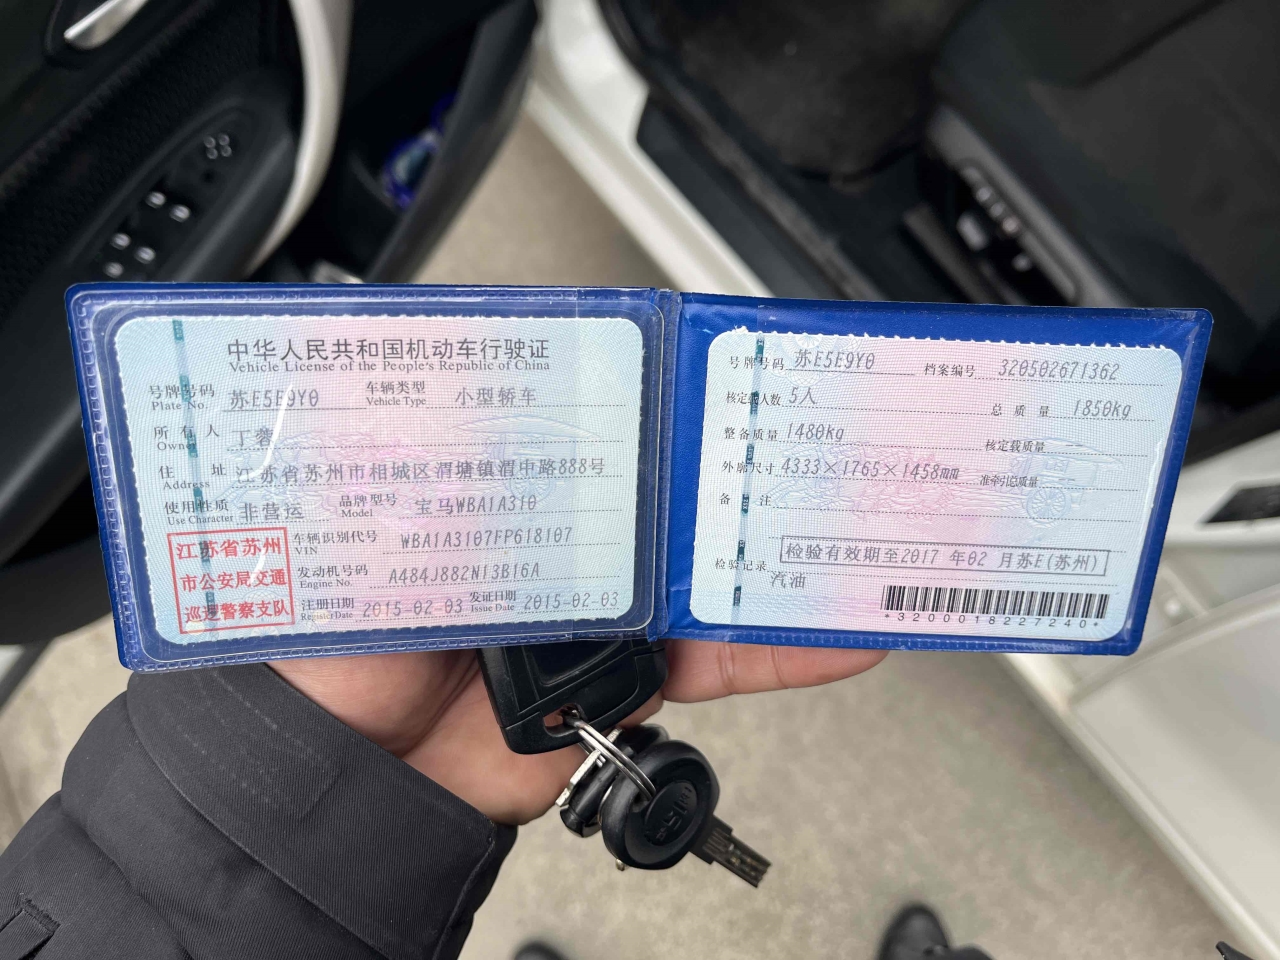 中华人民共和国机动车行驶证
Vehicle License of the People's Republic of China
号牌号码 苏E5E9Y0 车辆类型 小型轿车
Plate No. Vehicle Type
所有人 丁蓉
Owner
住址 江苏省苏州市相城区渭塘镇渭中路888号
Address
使用性质 非营运 品牌型号 宝马WBA1A310
Use Character Model
江苏省苏州
市公安局交通
巡逻警察支队
车辆识别代号 WBA1A3107FP618107
VIN
发动机号码 A484J882N13B16A
Engine No.
注册日期 2015-02-03 发证日期 2015-02-03
Register Date Issue Date
号牌号码 苏E5E9Y0 档案编号 320502671362
核定载人数 5人 总质量 1850kg
整备质量 1480kg 核定载质量 --
外廓尺寸 4333×1765×1458mm 准牵引总质量 --
备注
检验记录 检验有效期至2017 年02 月苏E(苏州)
汽油
*3200018227240*